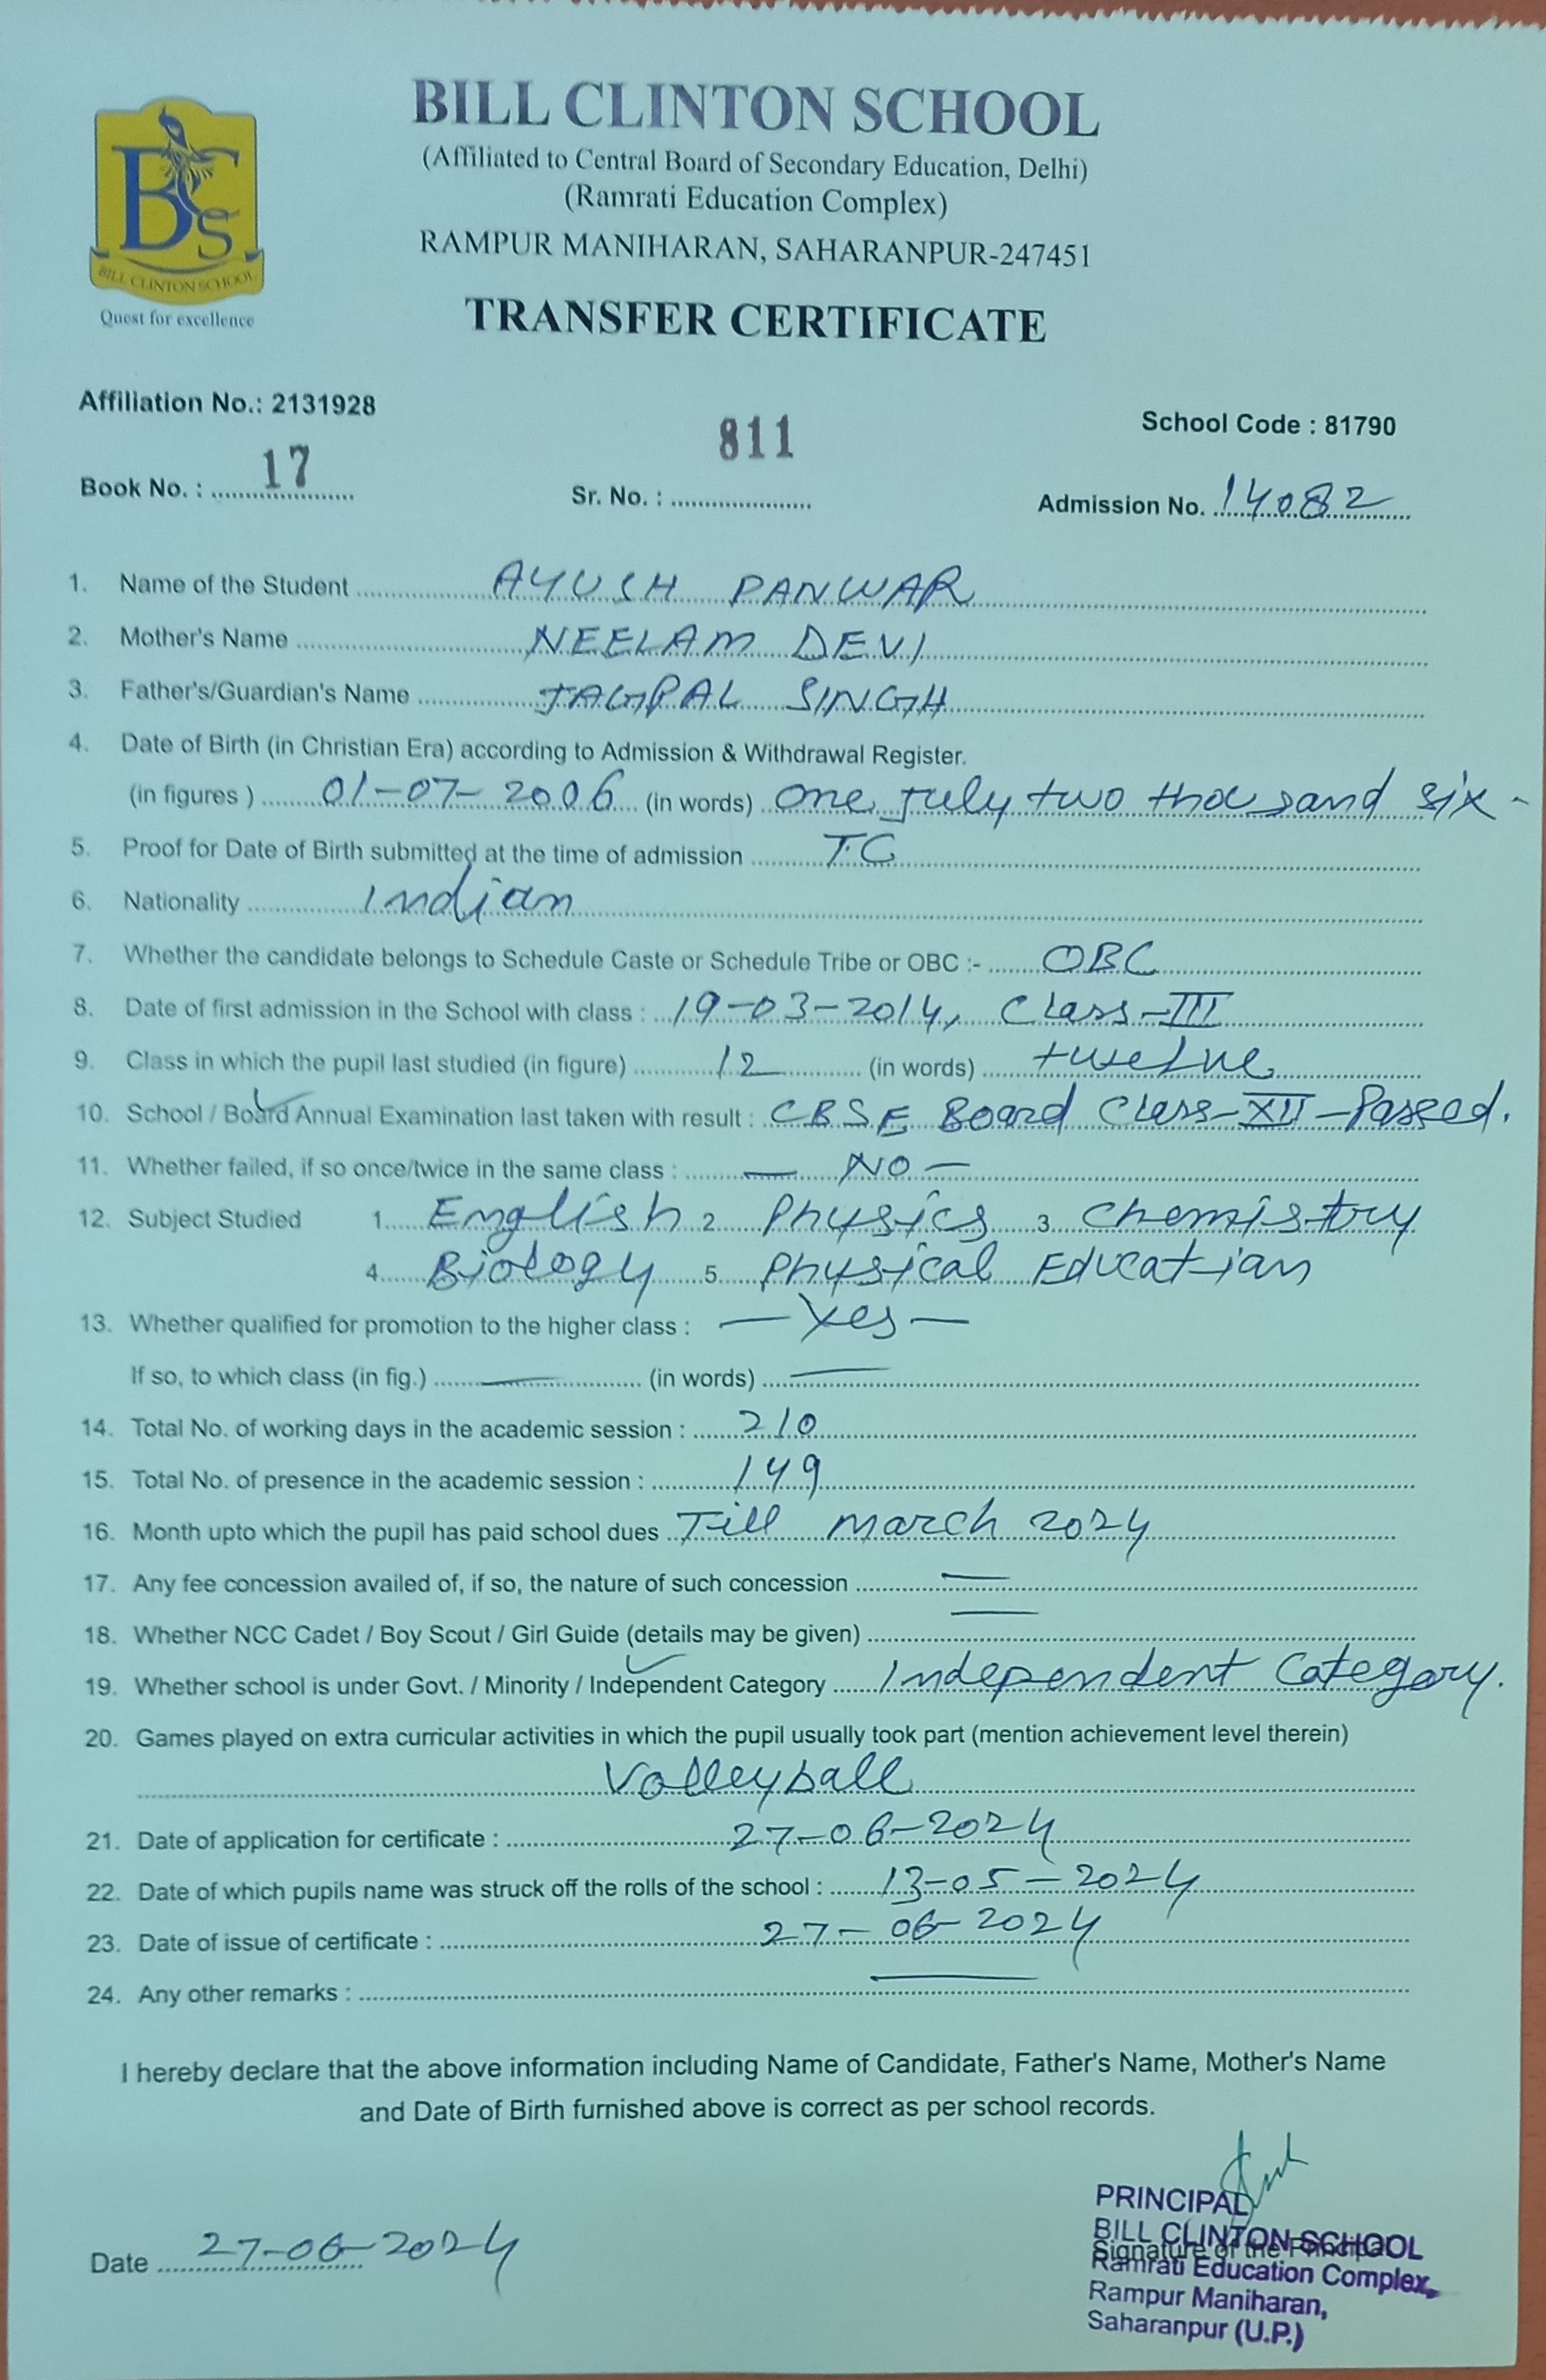 BILL CLINTON SCHOOL
(Affiliated to Central Board of Secondary Education, Delhi)
(Ramrati Education Complex)
RAMPUR MANIHARAN, SAHARANPUR-247451
BCS
BILL CLINTON SCHOOL
Quest for excellence
TRANSFER CERTIFICATE
Affiliation No.: 2131928 School Code : 81790
Book No. : 17 Sr. No. : 811 Admission No. 14082
1. Name of the Student AYUSH PANWAR
2. Mother's Name NEELAM DEVI
3. Father's/Guardian's Name JAGPAL SINGH
4. Date of Birth (in Christian Era) according to Admission & Withdrawal Register.
(in figures ) 01-07-2006 (in words) one july two thousand six -
5. Proof for Date of Birth submitted at the time of admission T.C
6. Nationality Indian
7. Whether the candidate belongs to Schedule Caste or Schedule Tribe or OBC :- OBC
8. Date of first admission in the School with class : 19-03-2014, Class-III
9. Class in which the pupil last studied (in figure) 12 (in words) twelve
10. School / Board Annual Examination last taken with result : CBSE Board Class-XII-Passed.
11. Whether failed, if so once/twice in the same class : — NO —
12. Subject Studied 1. English 2. Physics 3. Chemistry
4. Biology 5. Physical Education
13. Whether qualified for promotion to the higher class : — Yes —
If so, to which class (in fig.) — (in words) —
14. Total No. of working days in the academic session : 210
15. Total No. of presence in the academic session : 149
16. Month upto which the pupil has paid school dues Till march 2024
17. Any fee concession availed of, if so, the nature of such concession —
18. Whether NCC Cadet / Boy Scout / Girl Guide (details may be given) —
19. Whether school is under Govt. / Minority / Independent Category Independent Category.
20. Games played on extra curricular activities in which the pupil usually took part (mention achievement level therein)
Volleyball
21. Date of application for certificate : 27-06-2024
22. Date of which pupils name was struck off the rolls of the school : 13-05-2024
23. Date of issue of certificate : 27-06-2024
24. Any other remarks : —
I hereby declare that the above information including Name of Candidate, Father's Name, Mother's Name
and Date of Birth furnished above is correct as per school records.
Date 27-06-2024
PRINCIPAL
BILL CLINTON SCHOOL
Signature of the Principal
Ramrati Education Complex,
Rampur Maniharan,
Saharanpur (U.P.)